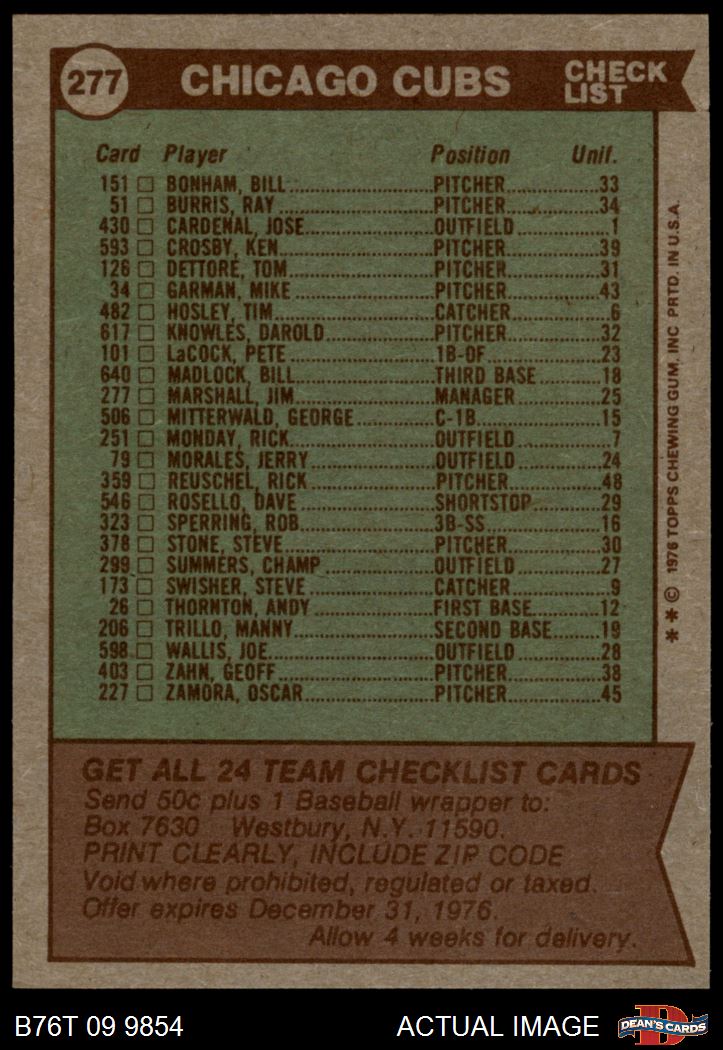 277 CHICAGO CUBS CHECK LIST
Card Player Position Unif.
151 □ BONHAM, BILL PITCHER 33
51 □ BURRIS, RAY PITCHER 34
430 □ CARDENAL, JOSE OUTFIELD 1
593 □ CROSBY, KEN PITCHER 39
126 □ DETTORE, TOM PITCHER 31
34 □ GARMAN, MIKE PITCHER 43
482 □ HOSLEY, TIM CATCHER 6
617 □ KNOWLES, DAROLD PITCHER 32
101 □ LaCOCK, PETE 1B-OF 23
640 □ MADLOCK, BILL THIRD BASE 18
277 □ MARSHALL, JIM MANAGER 25
506 □ MITTERWALD, GEORGE C-1B 15
251 □ MONDAY, RICK OUTFIELD 7
79 □ MORALES, JERRY OUTFIELD 24
359 □ REUSCHEL, RICK PITCHER 48
546 □ ROSELLO, DAVE SHORTSTOP 29
323 □ SPERRING, ROB 3B-SS 16
378 □ STONE, STEVE PITCHER 30
299 □ SUMMERS, CHAMP OUTFIELD 27
173 □ SWISHER, STEVE CATCHER 9
26 □ THORNTON, ANDY FIRST BASE 12
206 □ TRILLO, MANNY SECOND BASE 19
598 □ WALLIS, JOE OUTFIELD 28
403 □ ZAHN, GEOFF PITCHER 38
227 □ ZAMORA, OSCAR PITCHER 45
* * © 1976 TOPPS CHEWING GUM, INC PRTD. IN U.S.A.
GET ALL 24 TEAM CHECKLIST CARDS
Send 50¢ plus 1 Baseball wrapper to:
Box 7630 Westbury, N.Y. 11590.
PRINT CLEARLY, INCLUDE ZIP CODE
Void where prohibited, regulated or taxed.
Offer expires December 31, 1976.
Allow 4 weeks for delivery.
B76T 09 9854 ACTUAL IMAGE D DEAN'S CARDS